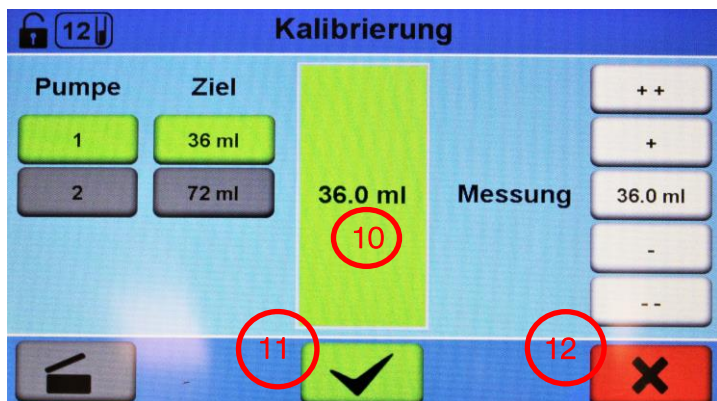 12 Kalibrierung
Pumpe Ziel
1 36 ml
2 72 ml
36.0 ml
10
Messung
++
+
36.0 ml
-
--
11
12